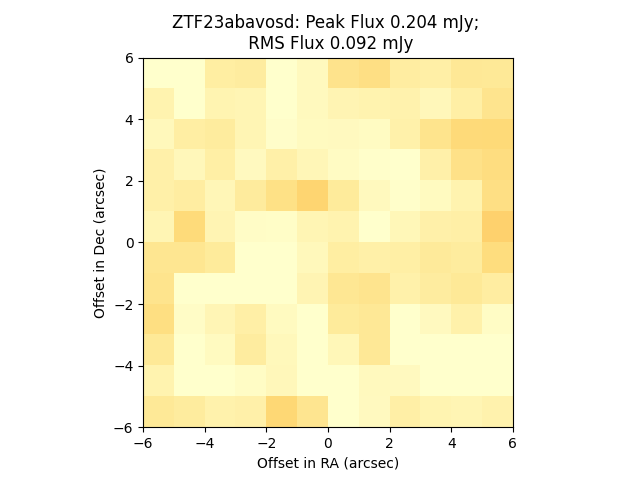 ZTF23abavosd: Peak Flux 0.204 mJy;
RMS Flux 0.092 mJy
6
4
2
0
−2
−4
−6
Offset in Dec (arcsec)
−6 −4 −2 0 2 4 6
Offset in RA (arcsec)